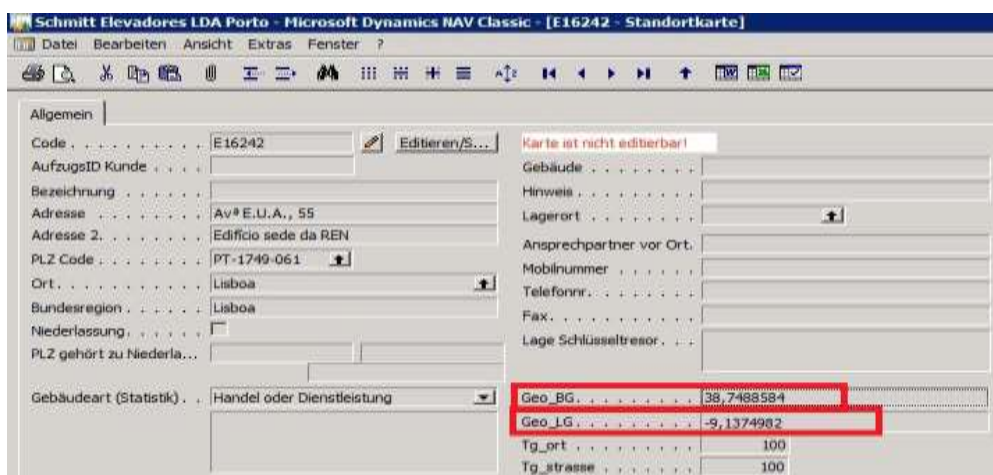 Schmitt Elevadores LDA Porto - Microsoft Dynamics NAV Classic - [E16242 - Standortkarte]
Datei Bearbeiten Ansicht Extras Fenster ?
Allgemein
Code E16242 Editieren/S...
AufzugsID Kunde
Bezeichnung
Adresse Avª E.U.A., 55
Adresse 2. Edifício sede da REN
PLZ Code PT-1749-061
Ort Lisboa
Bundesregion Lisboa
Niederlassung
PLZ gehört zu Niederla...
Gebäudeart (Statistik) Handel oder Dienstleistung
Karte ist nicht editierbar!
Gebäude
Hinweis
Lagerort
Ansprechpartner vor Ort.
Mobilnummer
Telefonnr.
Fax
Lage Schlüsseltresor
Geo_BG 38,7488584
Geo_LG -9,1374982
Tg_ort 100
Tg_strasse 100